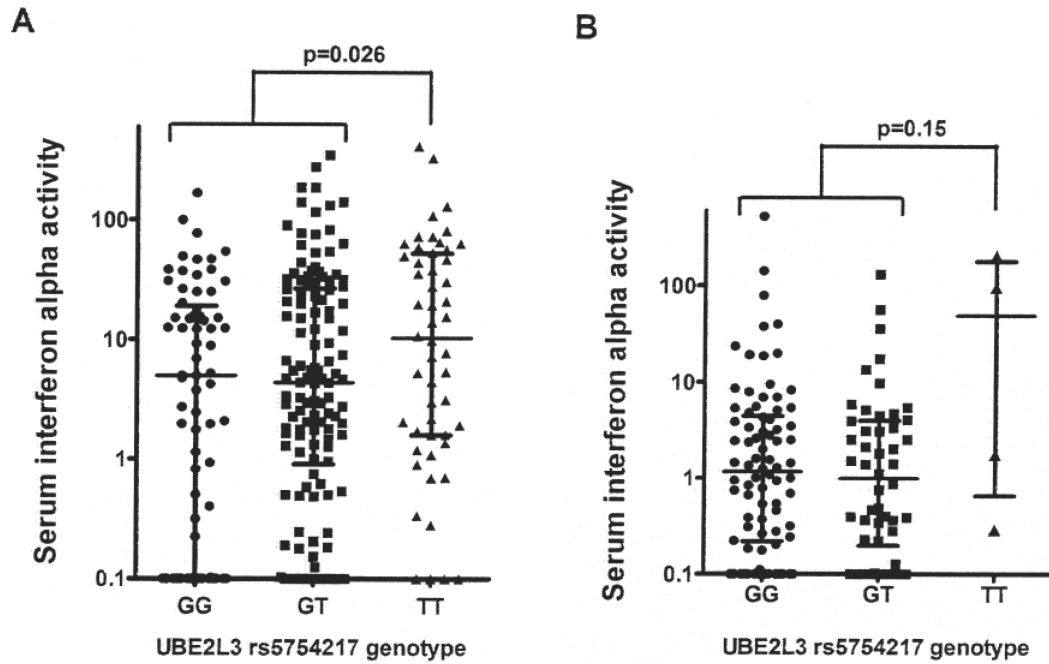 A
p=0.026
Serum interferon alpha activity
100
10
1
0.1
GG GT TT
UBE2L3 rs5754217 genotype
B
p=0.15
Serum interferon alpha activity
100
10
1
0.1
GG GT TT
UBE2L3 rs5754217 genotype